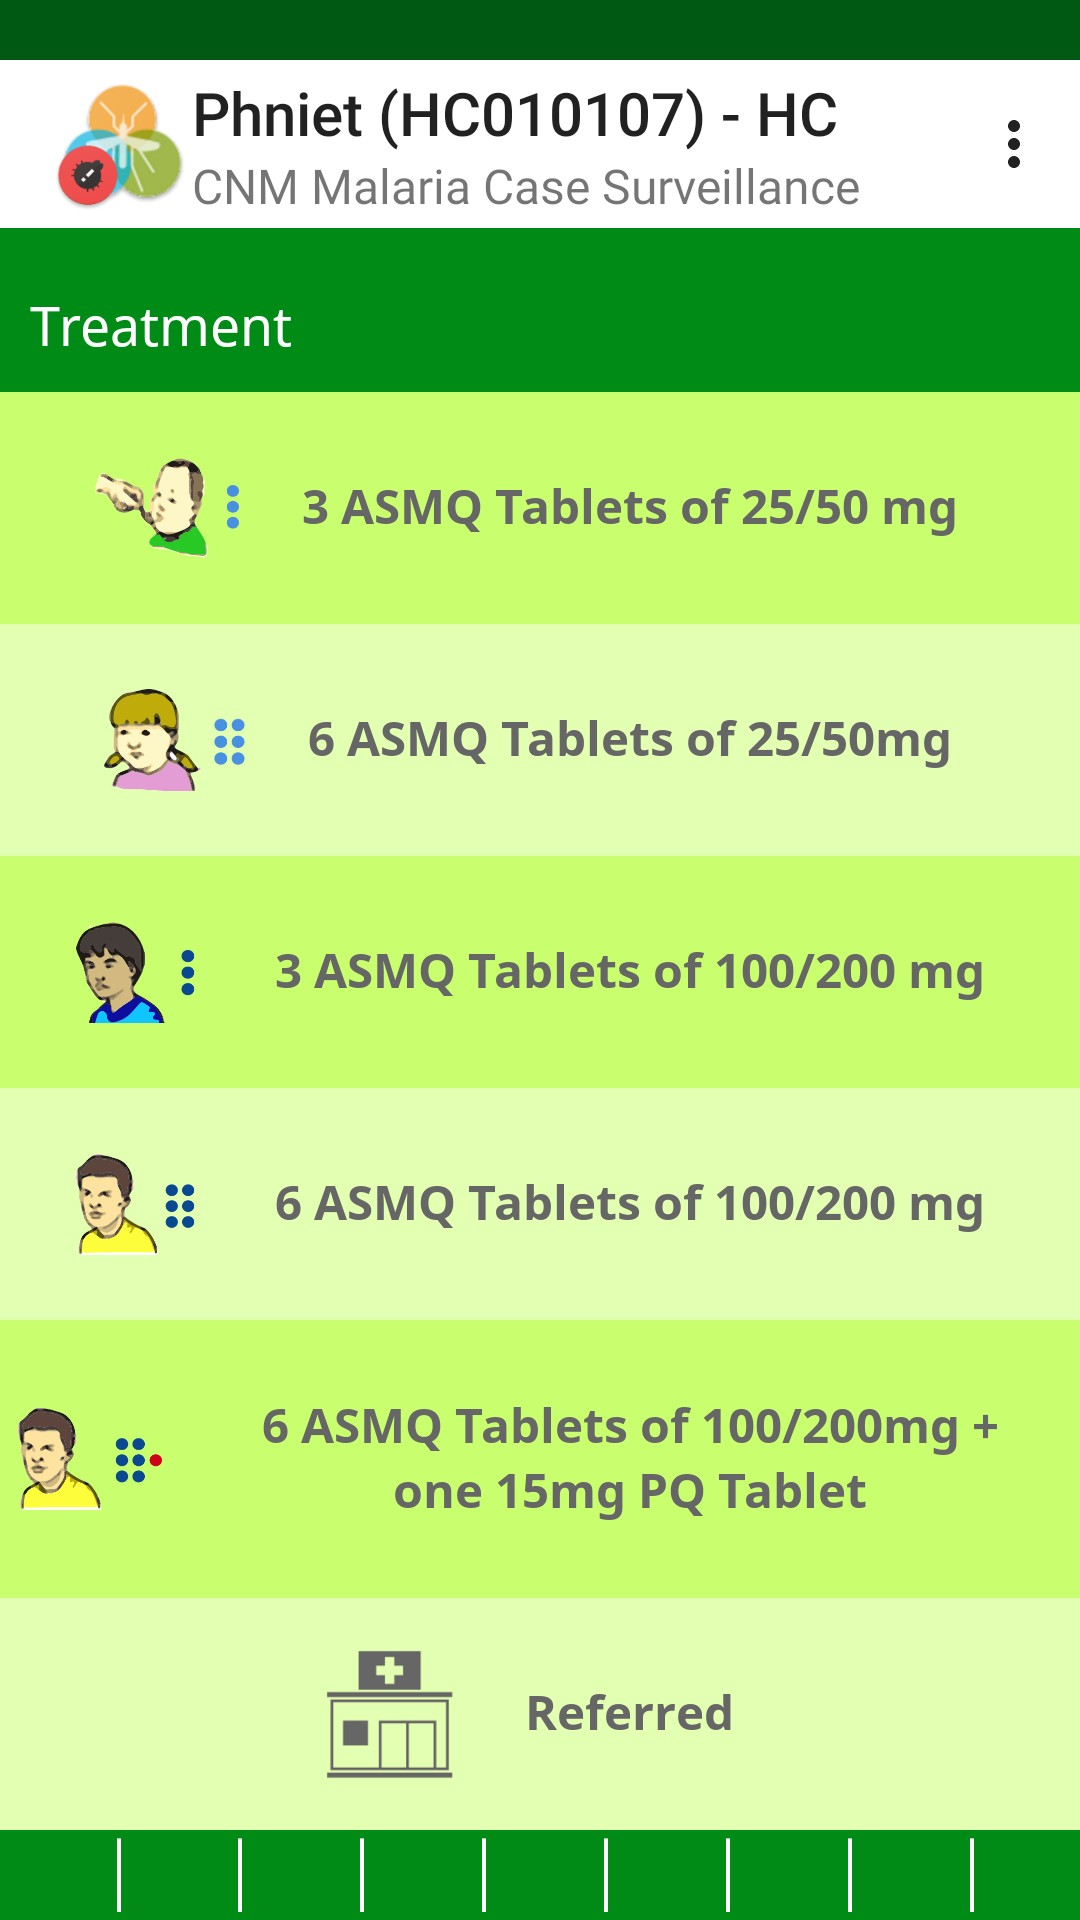 Phniet (HC010107) - HC
CNM Malaria Case Surveillance
Treatment
3 ASMQ Tablets of 25/50 mg
6 ASMQ Tablets of 25/50mg
3 ASMQ Tablets of 100/200 mg
6 ASMQ Tablets of 100/200 mg
6 ASMQ Tablets of 100/200mg +
one 15mg PQ Tablet
Referred